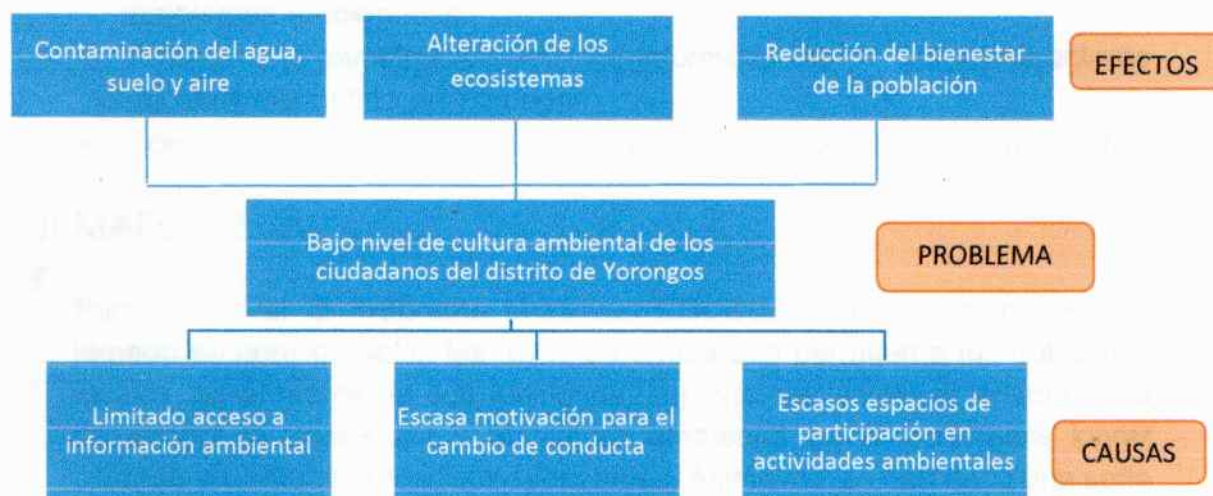 Contaminación del agua,
suelo y aire
Alteración de los
ecosistemas
Reducción del bienestar
de la población
EFECTOS
Bajo nivel de cultura ambiental de los
ciudadanos del distrito de Yorongos
PROBLEMA
Limitado acceso a
información ambiental
Escasa motivación para el
cambio de conducta
Escasos espacios de
participación en
actividades ambientales
CAUSAS